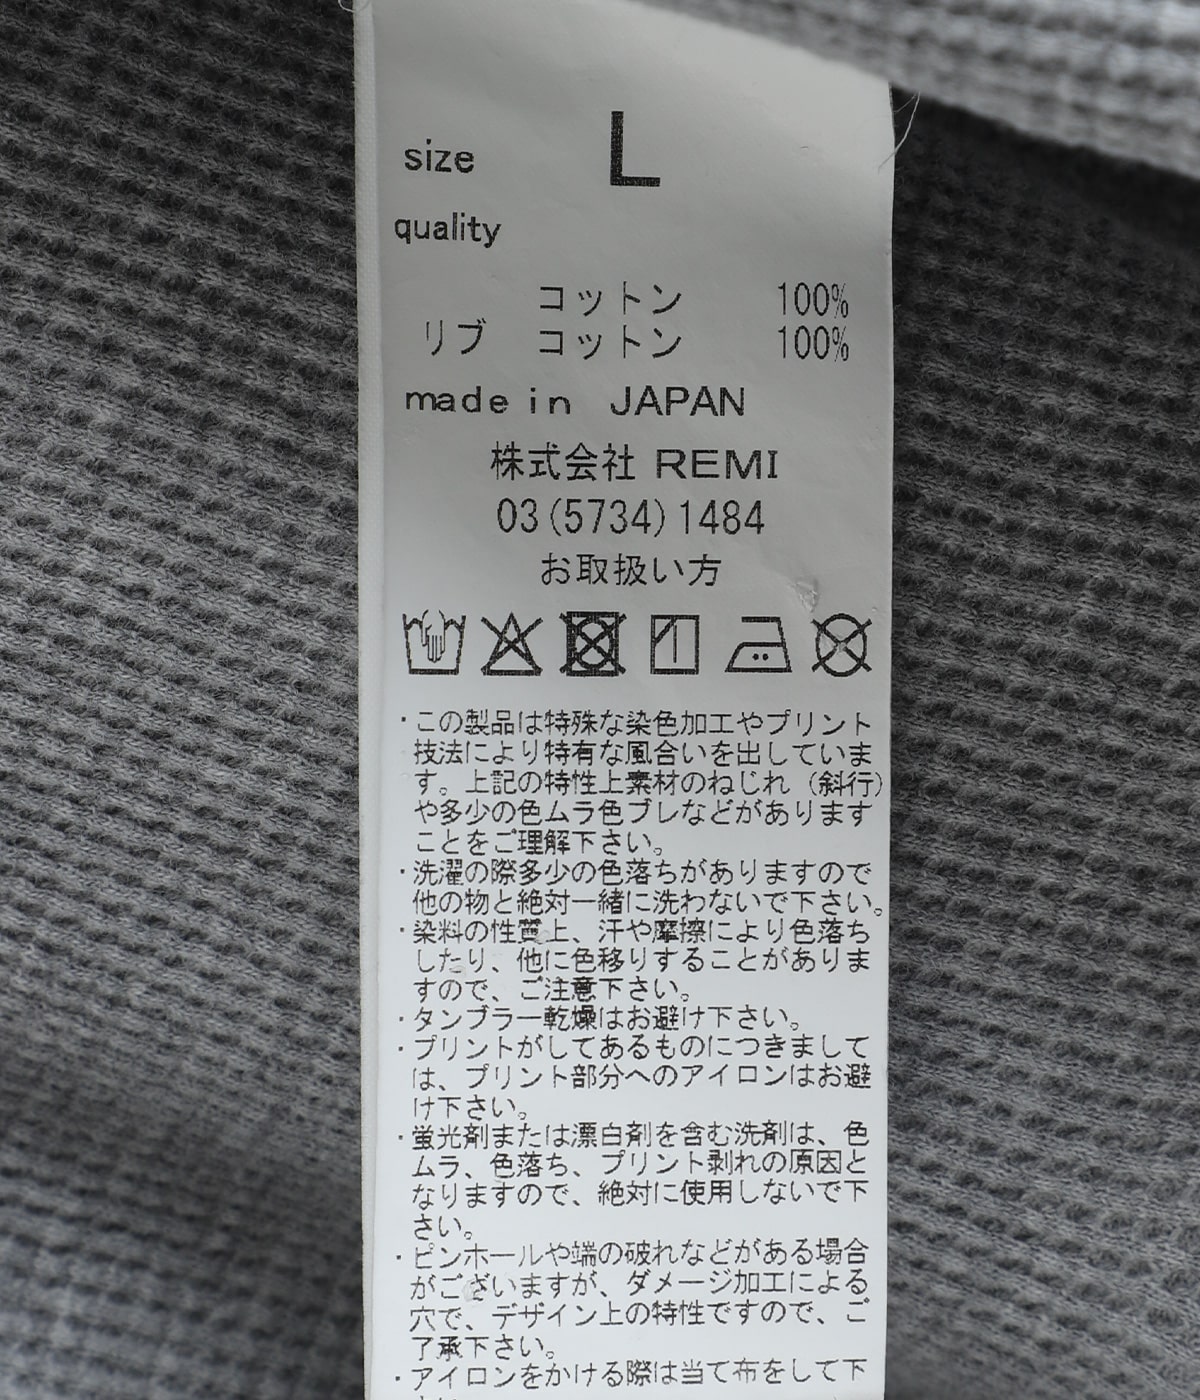 size L
quality
コットン 100%
リブ コットン 100%
made in JAPAN
株式会社 REMI
03(5734)1484
お取扱い方
・この製品は特殊な染色加工やプリント
技法により特有な風合いを出していま
す。上記の特性上素材のねじれ（斜行）
や多少の色ムラ色ブレなどがあります
ことをご理解下さい。
・洗濯の際多少の色落ちがありますので
他の物と絶対一緒に洗わないで下さい。
・染料の性質上、汗や摩擦により色落ち
したり、他に色移りすることがありま
すので、ご注意下さい。
・タンブラー乾燥はお避け下さい。
・プリントがしてあるものにつきまして
は、プリント部分へのアイロンはお避
け下さい。
・蛍光剤または漂白剤を含む洗剤は、色
ムラ、色落ち、プリント剥れの原因と
なりますので、絶対に使用しないで下
さい。
・ピンホールや端の破れなどがある場合
がございますが、ダメージ加工による
穴で、デザイン上の特性ですので、ご
了承下さい。
・アイロンをかける際は当て布をして下